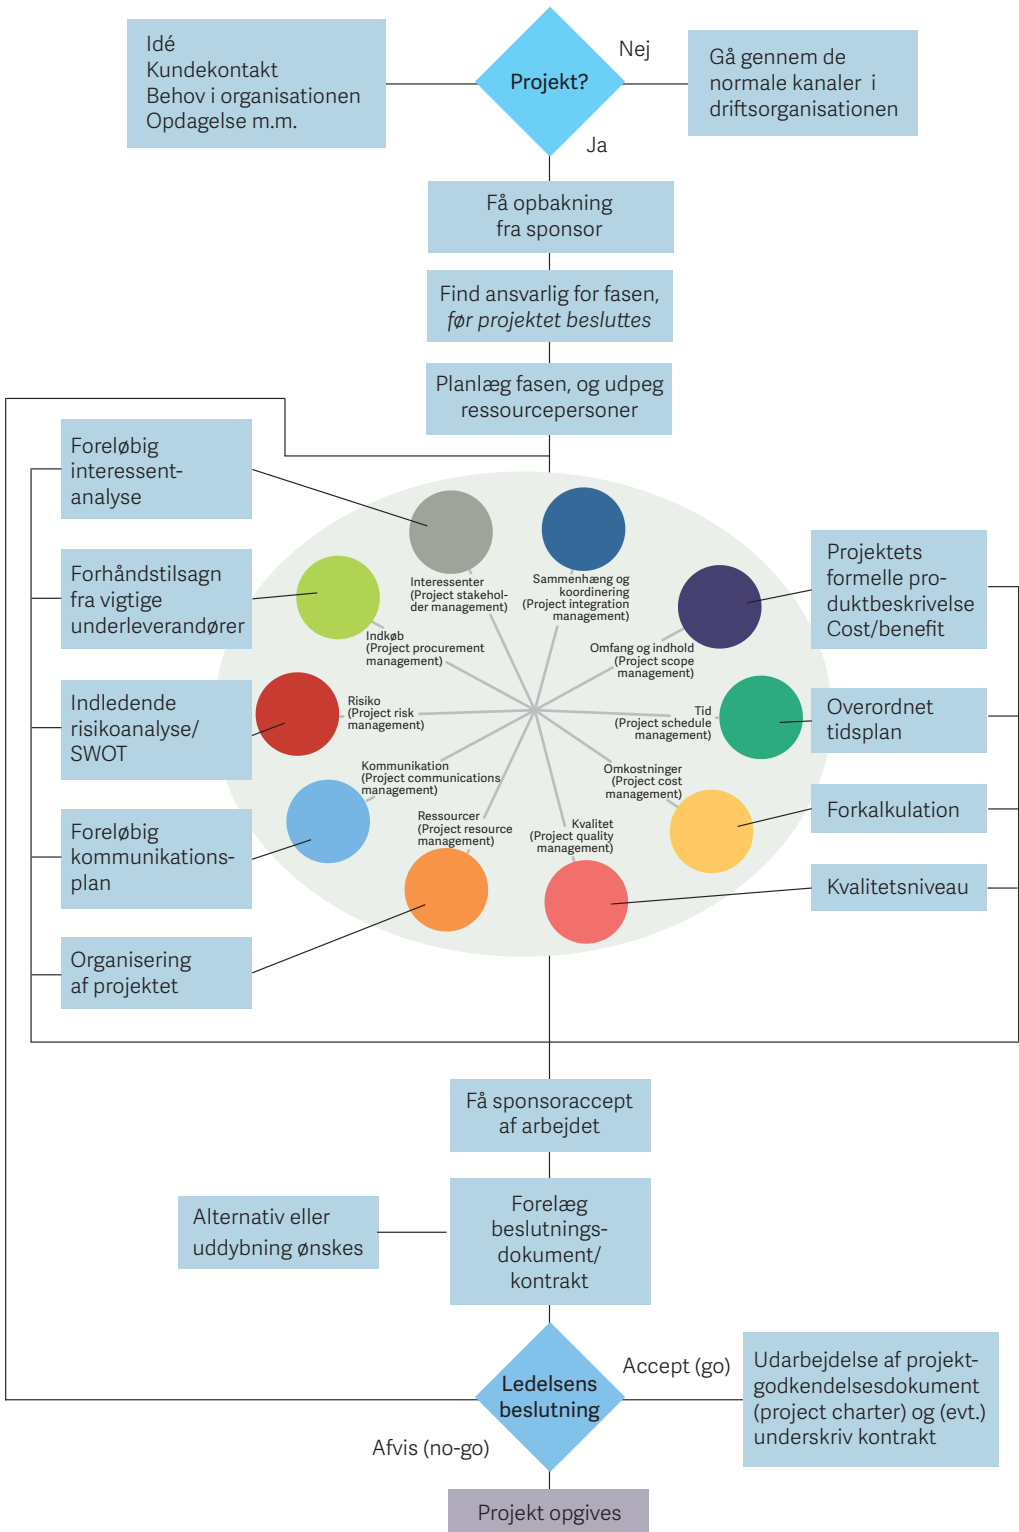 Idé
Kundekontakt
Behov i organisationen
Opdagelse m.m.
Projekt?
Nej
Gå gennem de
normale kanaler i
driftsorganisationen
Ja
Få opbakning
fra sponsor
Find ansvarlig for fasen,
før projektet besluttes
Planlæg fasen, og udpeg
ressourcepersoner
Foreløbig
interessent-
analyse
Forhåndstilsagn
fra vigtige
underleverandører
Indledende
risikoanalyse/
SWOT
Foreløbig
kommunikations-
plan
Organisering
af projektet
Interessenter
(Project stakehol-
der management)
Sammenhæng og
koordinering
(Project integration
management)
Indkøb
(Project procurement
management)
Omfang og indhold
(Project scope
management)
Risiko
(Project risk
management)
Tid
(Project schedule
management)
Kommunikation
(Project communications
management)
Omkostninger
(Project cost
management)
Ressourcer
(Project resource
management)
Kvalitet
(Project quality
management)
Projektets
formelle pro-
duktbeskrivelse
Cost/benefit
Overordnet
tidsplan
Forkalkulation
Kvalitetsniveau
Få sponsoraccept
af arbejdet
Alternativ eller
uddybning ønskes
Forelæg
beslutnings-
dokument/
kontrakt
Ledelsens
beslutning
Accept (go)
Udarbejdelse af projekt-
godkendelsesdokument
(project charter) og (evt.)
underskriv kontrakt
Afvis (no-go)
Projekt opgives